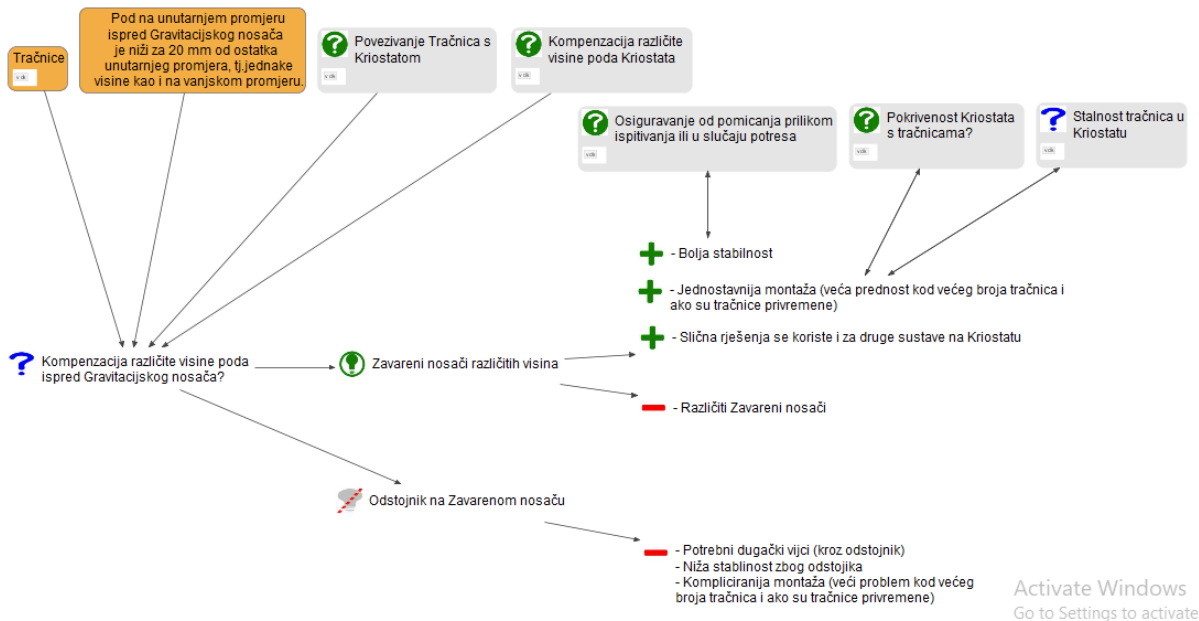 Tračnice
Pod na unutarnjem promjeru
ispred Gravitacijskog nosača
je niži za 20 mm od ostatka
unutarnjeg promjera, tj.jednake
visine kao i na vanjskom promjeru.
Povezivanje Tračnica s
Kriostatom
Kompenzacija različite
visine poda Kriostata
Osiguravanje od pomicanja prilikom
ispitivanja ili u slučaju potresa
Pokrivenost Kriostata
s tračnicama?
Stalnost tračnica u
Kriostatu
- Bolja stabilnost
- Jednostavnija montaža (veća prednost kod većeg broja tračnica i
ako su tračnice privremene)
- Slična rješenja se koriste i za druge sustave na Kriostatu
Kompenzacija različite visine poda
ispred Gravitacijskog nosača?
Zavareni nosači različitih visina
- Različiti Zavareni nosači
Odstojnik na Zavarenom nosaču
- Potrebni dugački vijci (kroz odstojnik)
- Niža stablinost zbog odstojika
- Kompliciranija montaža (veći problem kod većeg
broja tračnica i ako su tračnice privremene)
Activate Windows
Go to Settings to activate